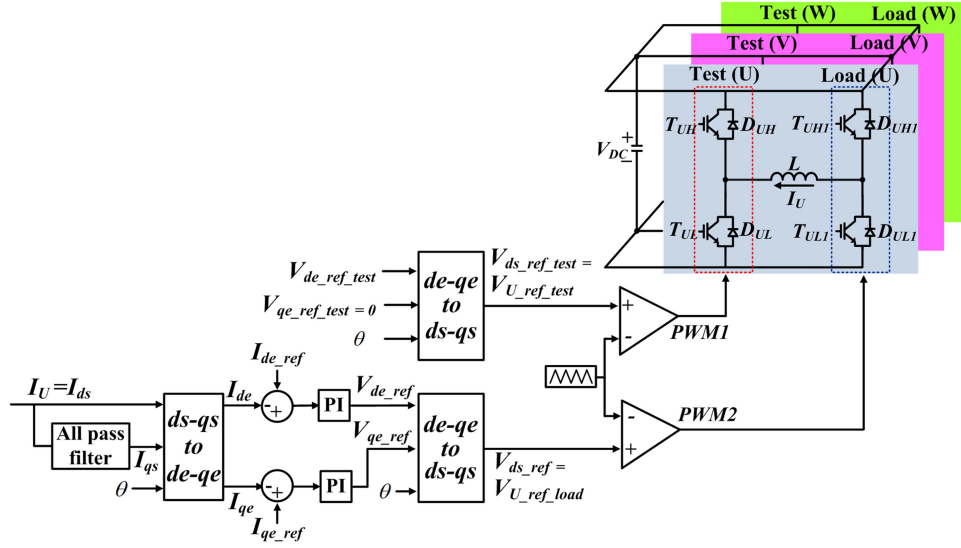 Test (W)
Load (W)
Test (V)
Load (V)
Test (U)
Load (U)
T_UH
D_UH
T_UH1
D_UH1
V_DC
+
-
L
I_U
T_UL
D_UL
T_UL1
D_UL1
V_de_ref_test
V_qe_ref_test = 0
θ
de-qe
to
ds-qs
V_ds_ref_test =
V_U_ref_test
+
-
PWM1
I_U = I_ds
All pass
filter
I_qs
θ
ds-qs
to
de-qe
I_de
I_de_ref
-
+
PI
V_de_ref
I_qe
I_qe_ref
-
+
PI
V_qe_ref
θ
de-qe
to
ds-qs
V_ds_ref =
V_U_ref_load
-
+
PWM2